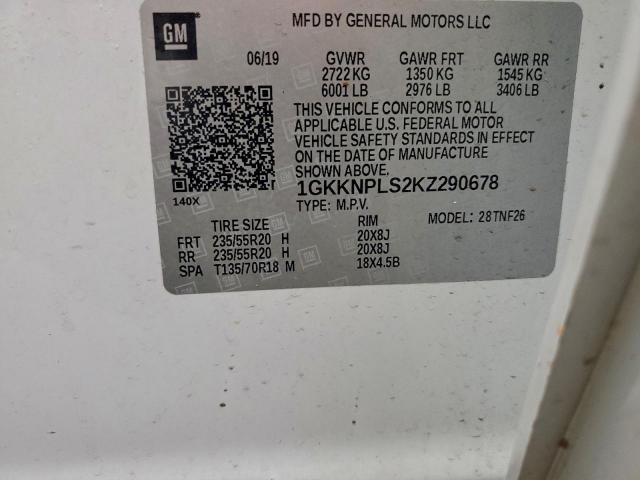 GM
MFD BY GENERAL MOTORS LLC
06/19 GVWR GAWR FRT GAWR RR
2722 KG 1350 KG 1545 KG
6001 LB 2976 LB 3406 LB
THIS VEHICLE CONFORMS TO ALL
APPLICABLE U.S. FEDERAL MOTOR
VEHICLE SAFETY STANDARDS IN EFFECT
ON THE DATE OF MANUFACTURE
SHOWN ABOVE.
1GKKNPLS2KZ290678
140X
TYPE: M.P.V. MODEL: 28TNF26
TIRE SIZE RIM
FRT 235/55R20 H 20X8J
RR 235/55R20 H 20X8J
SPA T135/70R18 M 18X4.5B